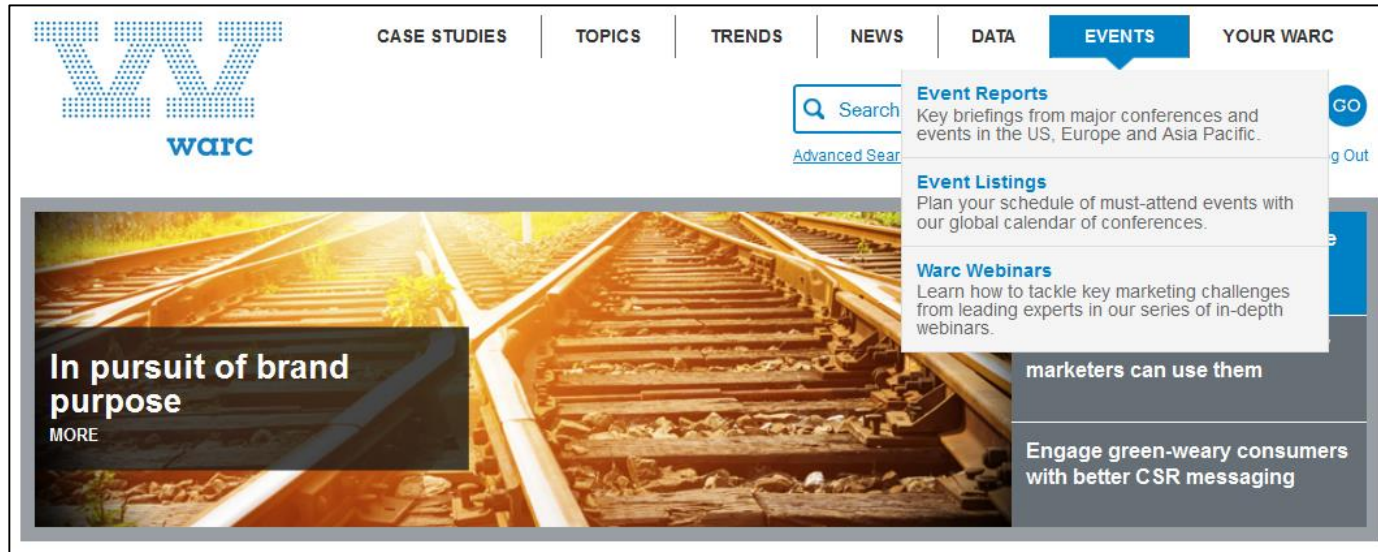 CASE STUDIES
TOPICS
TRENDS
NEWS
DATA
EVENTS
YOUR WARC
warc
Search
GO
Advanced Sear
g Out
Event Reports
Key briefings from major conferences and
events in the US, Europe and Asia Pacific.
Event Listings
Plan your schedule of must-attend events with
our global calendar of conferences.
Warc Webinars
Learn how to tackle key marketing challenges
from leading experts in our series of in-depth
webinars.
In pursuit of brand
purpose
MORE
marketers can use them
Engage green-weary consumers
with better CSR messaging